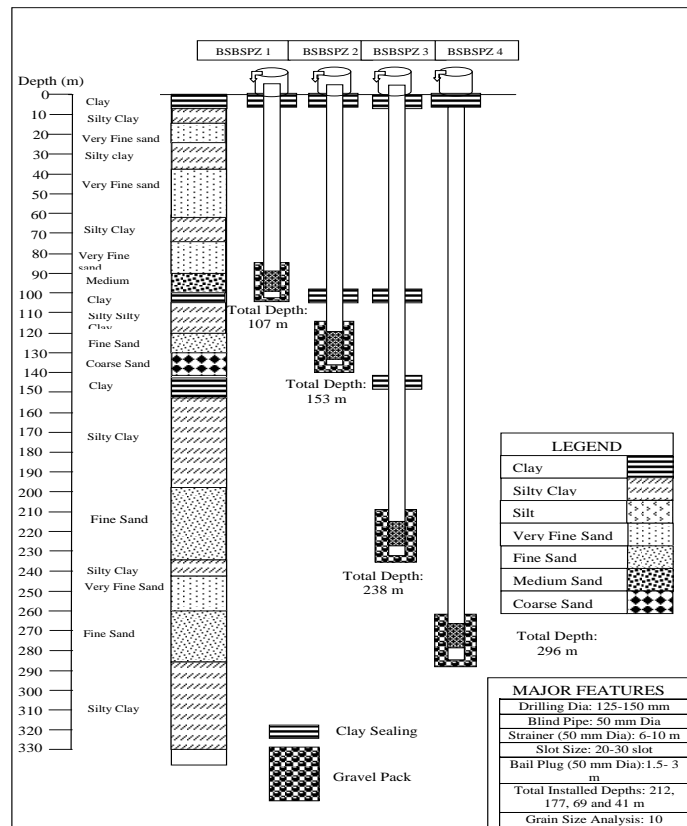 BSBSPZ 1
BSBSPZ 2
BSBSPZ 3
BSBSPZ 4
Depth (m)
0
10
20
30
40
50
60
70
80
90
100
110
120
130
140
150
160
170
180
190
200
210
220
230
240
250
260
270
280
290
300
310
320
330
Clay
Silty Clay
Very Fine sand
Silty clay
Very Fine sand
Silty Clay
Very Fine
sand
Medium
Clay
Silty Silty
Clay
Fine Sand
Coarse Sand
Clay
Silty Clay
Fine Sand
Silty Clay
Very Fine Sand
Fine Sand
Silty Clay
Total Depth:
107 m
Total Depth:
153 m
Total Depth:
238 m
Total Depth:
296 m
LEGEND
Clay
Silty Clay
Silt
Very Fine Sand
Fine Sand
Medium Sand
Coarse Sand
Clay Sealing
Gravel Pack
MAJOR FEATURES
Drilling Dia: 125-150 mm
Blind Pipe: 50 mm Dia
Strainer (50 mm Dia): 6-10 m
Slot Size: 20-30 slot
Bail Plug (50 mm Dia):1.5- 3
m
Total Installed Depths: 212,
177, 69 and 41 m
Grain Size Analysis: 10